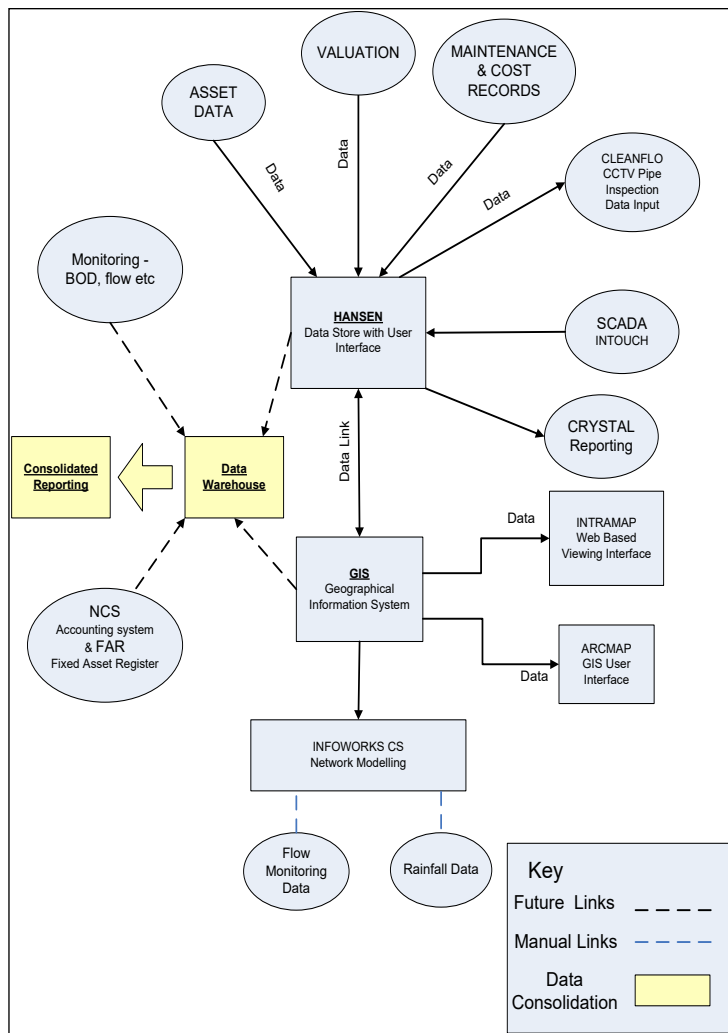 VALUATION
MAINTENANCE
& COST
RECORDS
ASSET
DATA
Data
Data
Data
Data
CLEANFLO
CCTV Pipe
Inspection
Data Input
Monitoring -
BOD, flow etc
HANSEN
Data Store with User
Interface
SCADA
INTOUCH
CRYSTAL
Reporting
Data Link
Consolidated
Reporting
Data
Warehouse
Data
INTRAMAP
Web Based
Viewing Interface
GIS
Geographical
Information System
NCS
Accounting system
& FAR
Fixed Asset Register
Data
ARCMAP
GIS User
Interface
INFOWORKS CS
Network Modelling
Flow
Monitoring
Data
Rainfall Data
Key
Future Links
Manual Links
Data
Consolidation